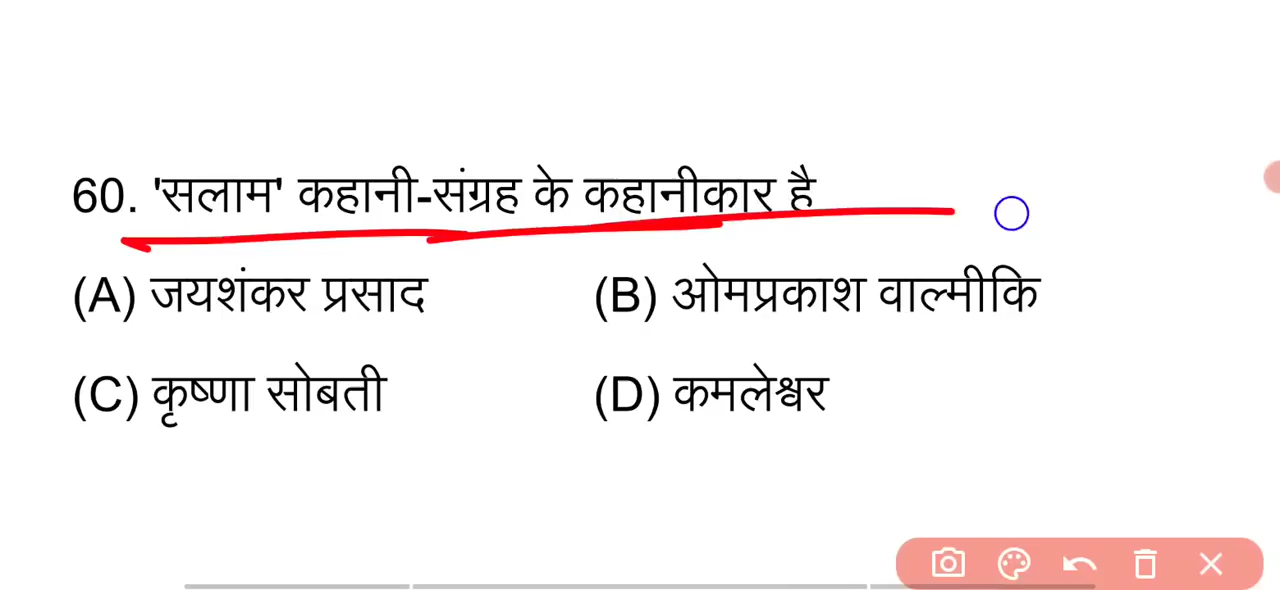 60. 'सलाम' कहानी-संग्रह के कहानीकार है
(A) जयशंकर प्रसाद (B) ओमप्रकाश वाल्मीकि
(C) कृष्णा सोबती (D) कमलेश्वर